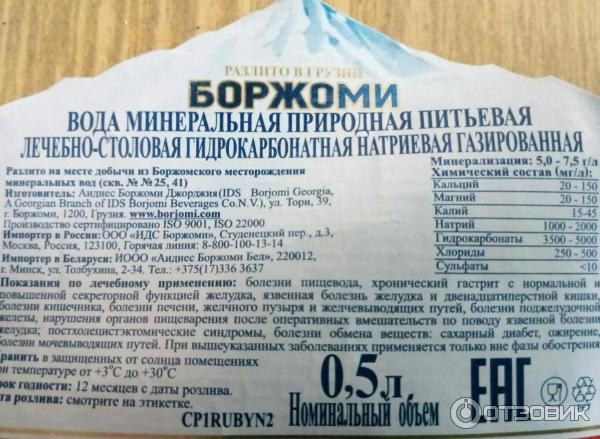 РАЗЛИТО В ГРУЗИИ
БОРЖОМИ
ВОДА МИНЕРАЛЬНАЯ ПРИРОДНАЯ ПИТЬЕВАЯ
ЛЕЧЕБНО-СТОЛОВАЯ ГИДРОКАРБОНАТНАЯ НАТРИЕВАЯ ГАЗИРОВАННАЯ
Разлито на месте добычи из Боржомского месторождения
минеральных вод (скв. № № 25, 41)
Изготовитель: Аидиес Боржоми Джорджия (IDS Borjomi Georgia,
A Georgian Branch of IDS Borjomi Beverages Co.N.V.), ул. Тори, 39,
г. Боржоми, 1200, Грузия. www.borjomi.com
Производство сертифицировано ISO 9001, ISO 22000
Импортер в России: ООО "ИДС Боржоми", Студенецкий пер., д.3,
Москва, Россия, 123100, Горячая линия: 8-800-100-13-14
Импортер в Беларуси: ИООО «Аидиес Боржоми Бел», 220012,
г. Минск, ул. Толбухина, 2-34. Тел. +375(17)336 3637
Минерализация: 5,0 - 7,5 г/л
Химический состав (мг/л):
Кальций 20 - 150
Магний 20 - 150
Калий 15-45
Натрий 1000 - 2000
Гидрокарбонаты 3500 - 5000
Хлориды 250 - 500
Сульфаты <10
Показания по лечебному применению: болезни пищевода, хронический гастрит с нормальной и
повышенной секреторной функцией желудка, язвенная болезнь желудка и двенадцатиперстной кишки,
болезни кишечника, болезни печени, желчного пузыря и желчевыводящих путей, болезни поджелудочной
железы, нарушения органов пищеварения после оперативных вмешательств по поводу язвенной болезни
желудка; постхолецистэктомические синдромы, болезни обмена веществ: сахарный диабет, ожирение,
болезни мочевыводящих путей. При вышеуказанных заболеваниях применяется только вне фазы обострения
Хранить в защищенных от солнца помещениях
при температуре от +3°C до +30°C
Срок годности: 12 месяцев с даты розлива.
Дата розлива: смотрите на этикетке.
CP1RUBYN2
0,5л
Номинальный объем
EAC
ОТЗОВИК